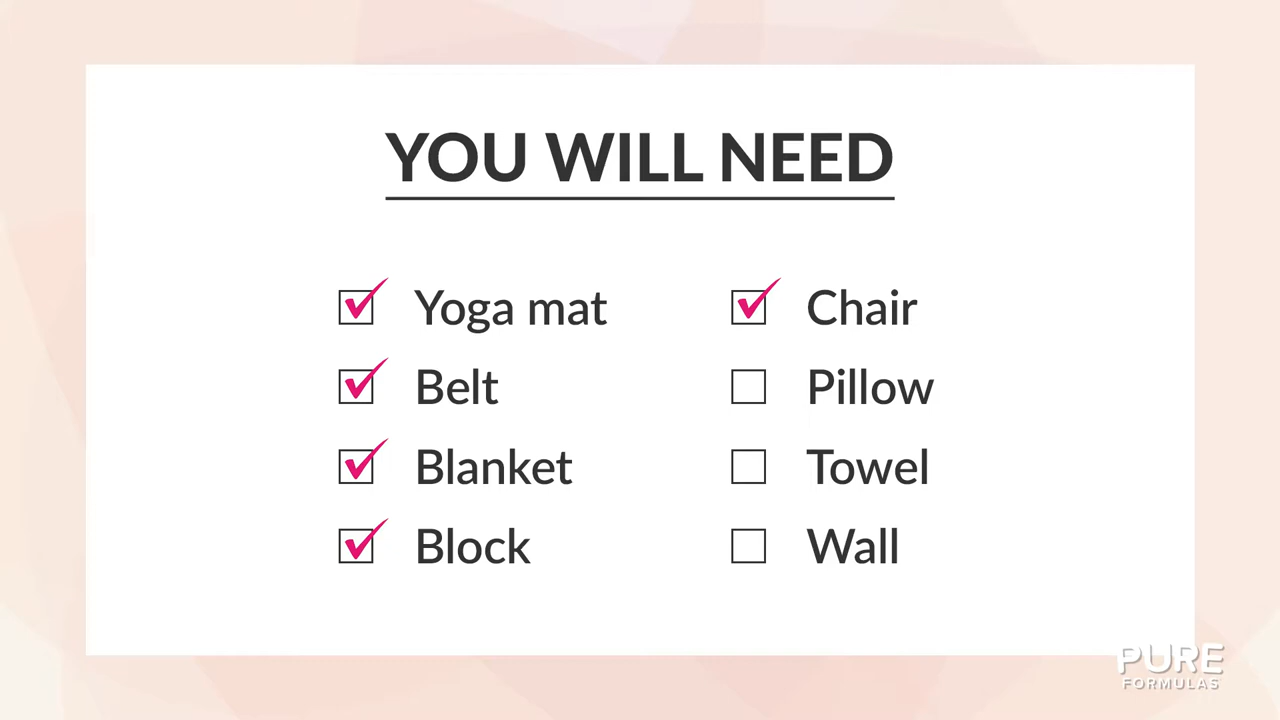 YOU WILL NEED
Yoga mat
Belt
Blanket
Block
Chair
Pillow
Towel
Wall
PURE
FORMULAS